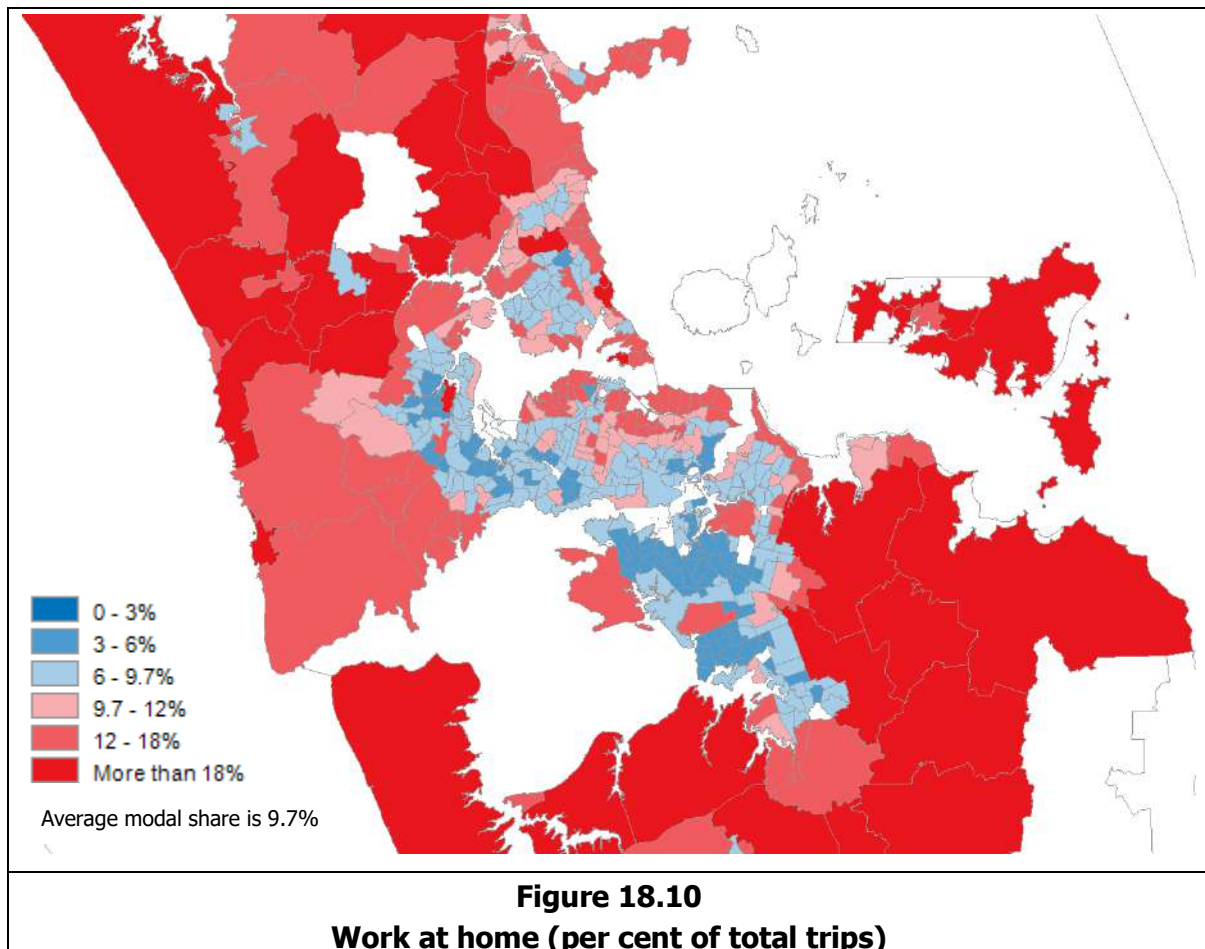 0 - 3%
3 - 6%
6 - 9.7%
9.7 - 12%
12 - 18%
More than 18%
Average modal share is 9.7%
Figure 18.10
Work at home (per cent of total trips)